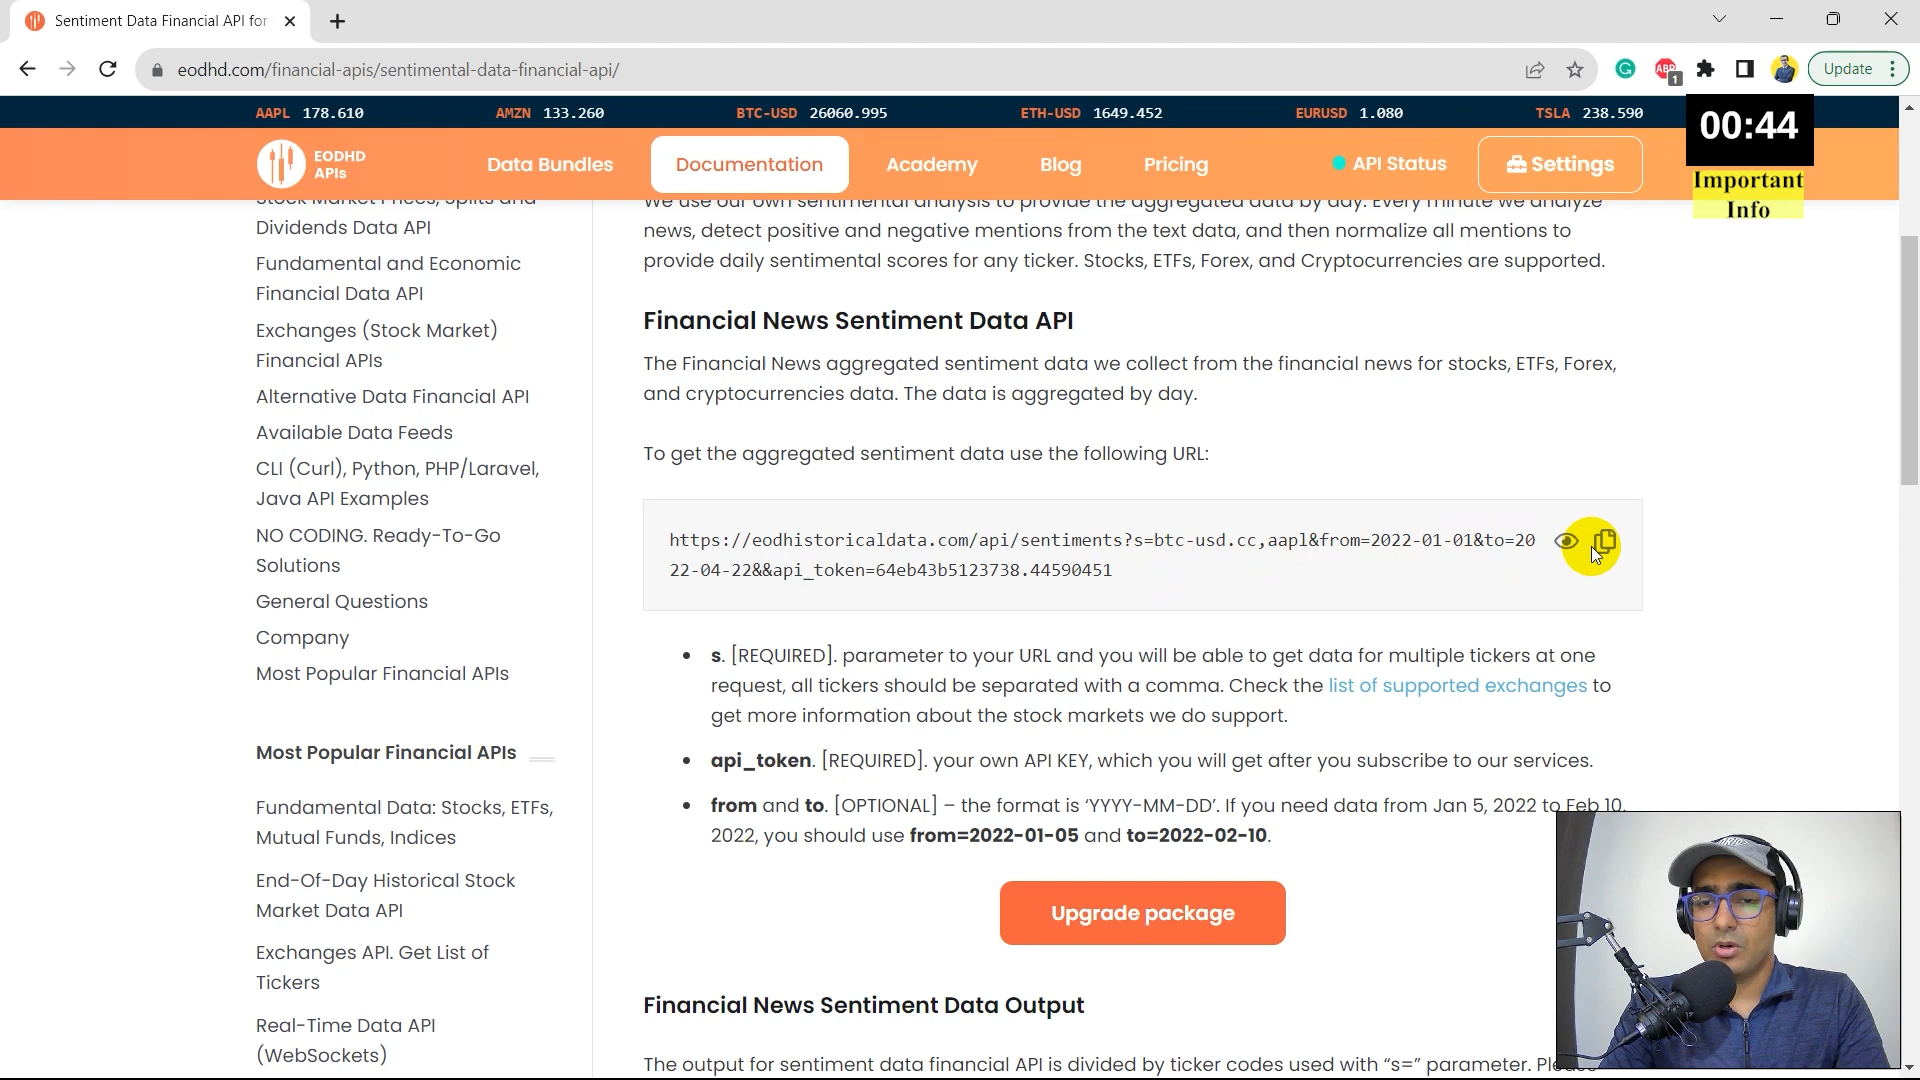 Sentiment Data Financial API for
eodhd.com/financial-apis/sentimental-data-financial-api/
ABP
1
Update
AAPL 178.610
AMZN 133.260
BTC-USD 26060.995
ETH-USD 1649.452
EURUSD 1.080
TSLA 238.590
00:44
Important
Info
EODHD
APIs
Data Bundles
Documentation
Academy
Blog
Pricing
API Status
Settings
Stock Market Prices, Splits and
Dividends Data API
Fundamental and Economic
Financial Data API
Exchanges (Stock Market)
Financial APIs
Alternative Data Financial API
Available Data Feeds
CLI (Curl), Python, PHP/Laravel,
Java API Examples
NO CODING. Ready-To-Go
Solutions
General Questions
Company
Most Popular Financial APIs
Most Popular Financial APIs
Fundamental Data: Stocks, ETFs,
Mutual Funds, Indices
End-Of-Day Historical Stock
Market Data API
Exchanges API. Get List of
Tickers
Real-Time Data API
(WebSockets)
We use our own sentimental analysis to provide the aggregated data by day. Every minute we analyze
news, detect positive and negative mentions from the text data, and then normalize all mentions to
provide daily sentimental scores for any ticker. Stocks, ETFs, Forex, and Cryptocurrencies are supported.
Financial News Sentiment Data API
The Financial News aggregated sentiment data we collect from the financial news for stocks, ETFs, Forex,
and cryptocurrencies data. The data is aggregated by day.
To get the aggregated sentiment data use the following URL:
https://eodhistoricaldata.com/api/sentiments?s=btc-usd.cc,aapl&from=2022-01-01&to=20
22-04-22&&api_token=64eb43b5123738.44590451
s. [REQUIRED]. parameter to your URL and you will be able to get data for multiple tickers at one
request, all tickers should be separated with a comma. Check the list of supported exchanges to
get more information about the stock markets we do support.
api_token. [REQUIRED]. your own API KEY, which you will get after you subscribe to our services.
from and to. [OPTIONAL] – the format is ‘YYYY-MM-DD’. If you need data from Jan 5, 2022 to Feb 10,
2022, you should use from=2022-01-05 and to=2022-02-10.
Upgrade package
Financial News Sentiment Data Output
The output for sentiment data financial API is divided by ticker codes used with “s=” parameter.